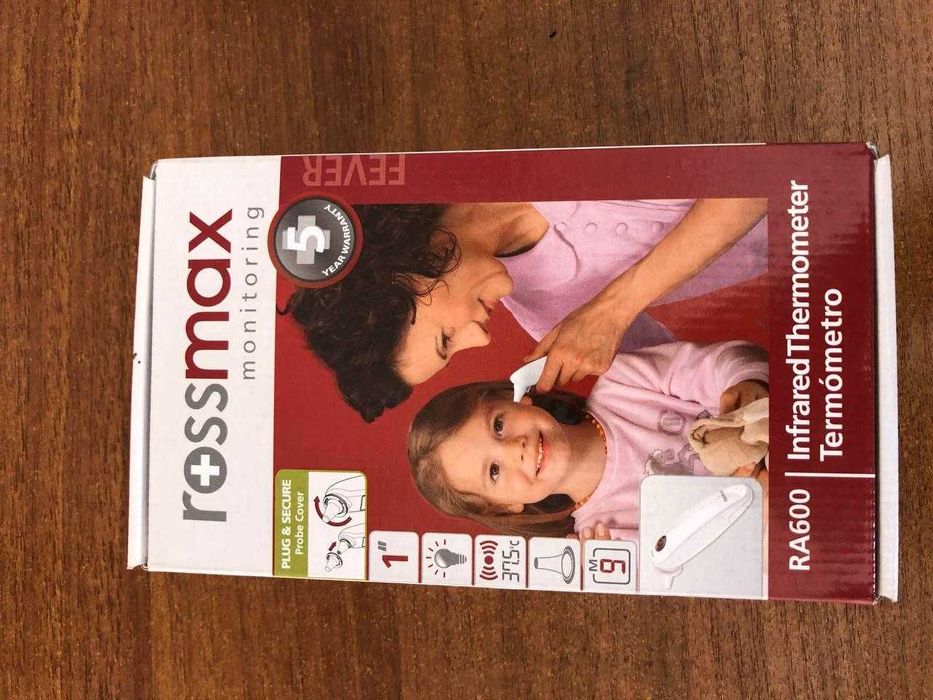 rossmax
monitoring
FEVER
5
YEAR WARRANTY
PLUG & SECURE
Probe Cover
1"
37.5°C
M
9
RA600
Infrared Thermometer
Termómetro